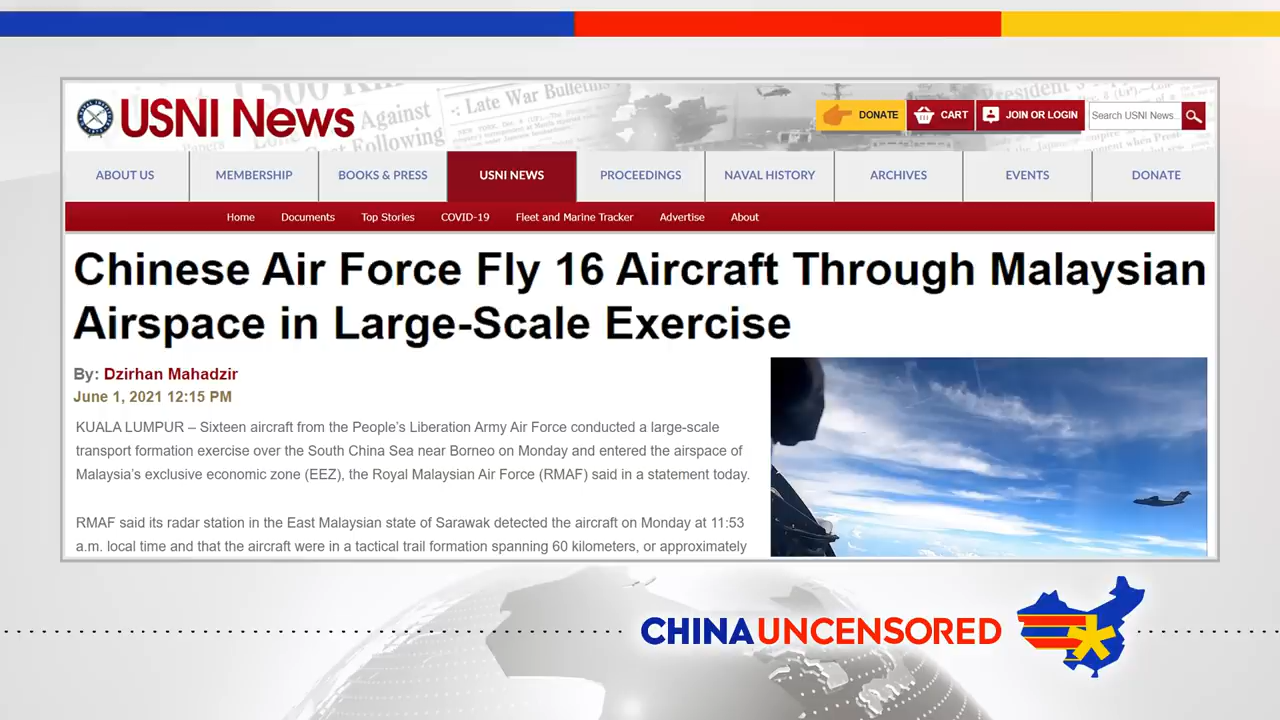 USNI News
500 K
Against
Following
Late War Bulletins
DONATE
CART
JOIN OR LOGIN
Search USNI News...
ABOUT US
MEMBERSHIP
BOOKS & PRESS
USNI NEWS
PROCEEDINGS
NAVAL HISTORY
ARCHIVES
EVENTS
DONATE
Home
Documents
Top Stories
COVID-19
Fleet and Marine Tracker
Advertise
About
Chinese Air Force Fly 16 Aircraft Through Malaysian
Airspace in Large-Scale Exercise
By: Dzirhan Mahadzir
June 1, 2021 12:15 PM
KUALA LUMPUR – Sixteen aircraft from the People’s Liberation Army Air Force conducted a large-scale
transport formation exercise over the South China Sea near Borneo on Monday and entered the airspace of
Malaysia’s exclusive economic zone (EEZ), the Royal Malaysian Air Force (RMAF) said in a statement today.
RMAF said its radar station in the East Malaysian state of Sarawak detected the aircraft on Monday at 11:53
a.m. local time and that the aircraft were in a tactical trail formation spanning 60 kilometers, or approximately
CHINA UNCENSORED